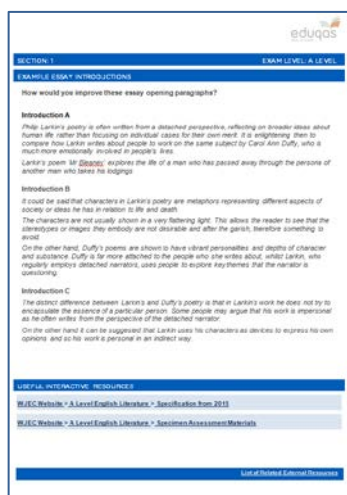 eduqas
SECTION: 1 EXAM LEVEL: A LEVEL
EXAMPLE ESSAY INTRODUCTIONS
How would you improve these essay opening paragraphs?
Introduction A
Philip Larkin's poetry is often written from a detached perspective, reflecting on broader ideas about
human life rather than focusing on individual cases for their own merit. It is enlightening then to
compare how Larkin writes about people to work on the same subject by Carol Ann Duffy, who is
much more emotionally involved in people's lives.
Larkin's poem 'Mr Bleaney' explores the life of a man who has passed away through the persona of
another man who takes his lodgings
Introduction B
It could be said that characters in Larkin's poetry are metaphors representing different aspects of
society or ideas he has in relation to life and death.
The characters are not usually shown in a very flattering light. This allows the reader to see that the
stereotypes or images they embody are not desirable and after the garish, therefore something to
avoid.
On the other hand, Duffy's poems are shown to have vibrant personalities and depths of character
and substance. Duffy is far more attached to the people who she writes about, whilst Larkin, who
regularly employs detached narrators, uses people to explore key themes that the narrator is
questioning.
Introduction C
The distinct difference between Larkin's and Duffy's poetry is that in Larkin's work he does not try to
encapsulate the essence of a particular person. Some people may argue that his work is impersonal
as he often writes from the perspective of the detached narrator.
On the other hand it can be suggested that Larkin uses his characters as devices to express his own
opinions and so his work is personal in an indirect way.
USEFUL INTERACTIVE RESOURCES
WJEC Website > A Level English Literature > Specification from 2015
WJEC Website > A Level English Literature > Specimen Assessment Materials
List of Related External Resources